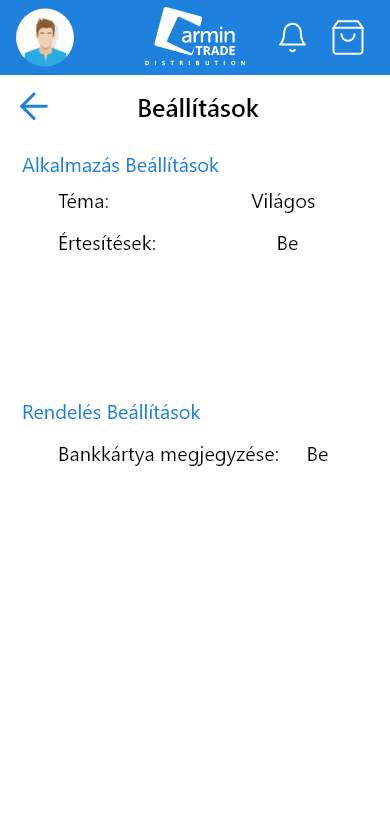 Carmin
TRADE
DISTRIBUTION
Beállítások
Alkalmazás Beállítások
Téma: Világos
Értesítések: Be
Rendelés Beállítások
Bankkártya megjegyzése: Be